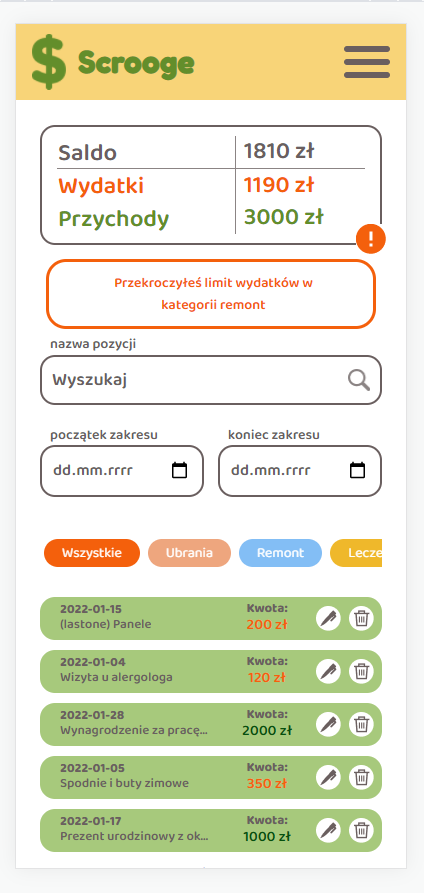 $ Scrooge
Saldo 1810 zł
Wydatki 1190 zł
Przychody 3000 zł
!
Przekroczyłeś limit wydatków w
kategorii remont
nazwa pozycji
Wyszukaj
początek zakresu koniec zakresu
dd.mm.rrrr dd.mm.rrrr
Wszystkie Ubrania Remont Lecze
2022-01-15 Kwota:
(lastone) Panele 200 zł
2022-01-04 Kwota:
Wizyta u alergologa 120 zł
2022-01-28 Kwota:
Wynagrodzenie za pracę... 2000 zł
2022-01-05 Kwota:
Spodnie i buty zimowe 350 zł
2022-01-17 Kwota:
Prezent urodzinowy z ok... 1000 zł